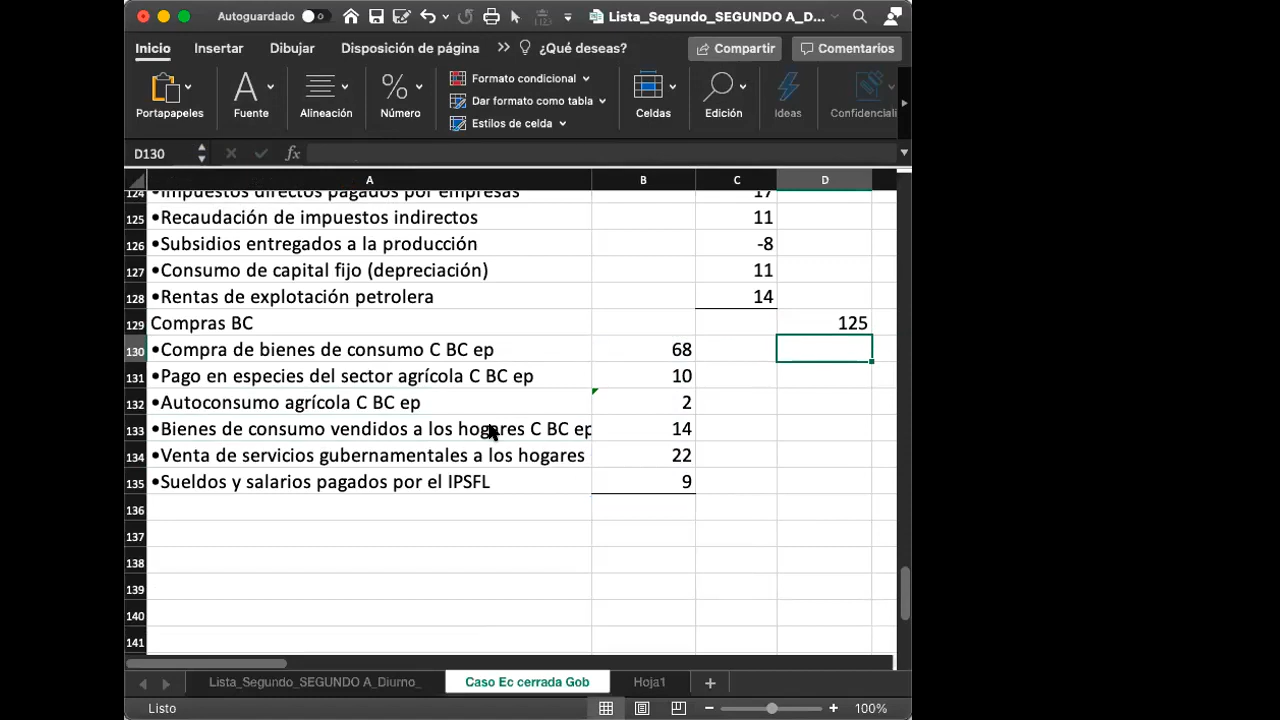 Autoguardado
Lista_Segundo_SEGUNDO A_D...
Inicio Insertar Dibujar Disposición de página >> ¿Qué deseas? Compartir Comentarios
Portapapeles Fuente Alineación Número Formato condicional Dar formato como tabla Estilos de celda Celdas Edición Ideas Confidenciali
D130 fx
A B C D
124 •Impuestos directos pagados por empresas 17
125 •Recaudación de impuestos indirectos 11
126 •Subsidios entregados a la producción -8
127 •Consumo de capital fijo (depreciación) 11
128 •Rentas de explotación petrolera 14
129 Compras BC 125
130 •Compra de bienes de consumo C BC ep 68
131 •Pago en especies del sector agrícola C BC ep 10
132 •Autoconsumo agrícola C BC ep 2
133 •Bienes de consumo vendidos a los hogares C BC ep 14
134 •Venta de servicios gubernamentales a los hogares 22
135 •Sueldos y salarios pagados por el IPSFL 9
136
137
138
139
140
141
Lista_Segundo_SEGUNDO A_Diurno_ Caso Ec cerrada Gob Hoja1 +
Listo 100%